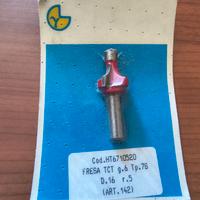 Cod.HT6710520
FRESA TCT g.6 Tp.76
D.16 r.5
(ART.142)